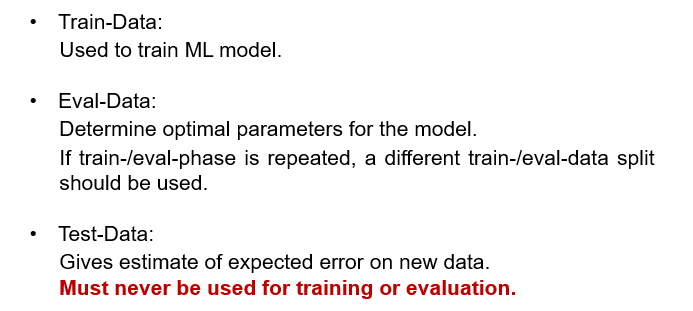 • Train-Data:
Used to train ML model.
• Eval-Data:
Determine optimal parameters for the model.
If train-/eval-phase is repeated, a different train-/eval-data split
should be used.
• Test-Data:
Gives estimate of expected error on new data.
Must never be used for training or evaluation.